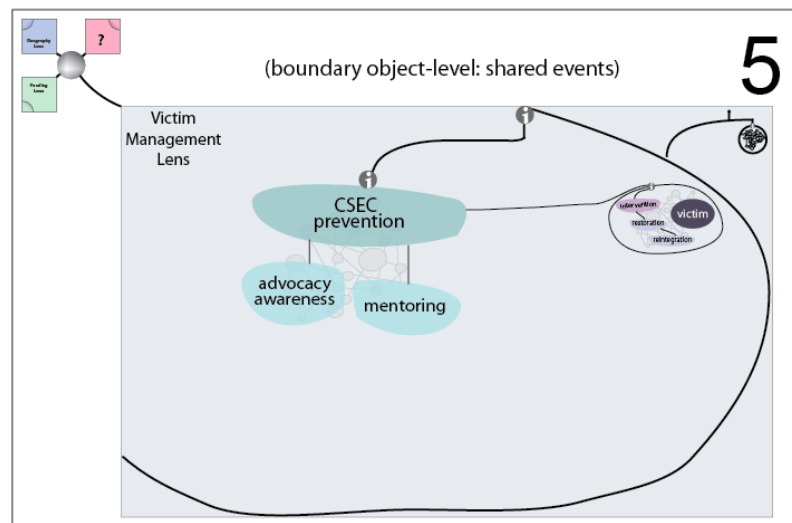 Geography
Lens
?
Funding
Lens
(boundary object-level: shared events)
5
Victim
Management
Lens
i
i
CSEC
prevention
advocacy
awareness
mentoring
intervention
victim
restoration
reintegration